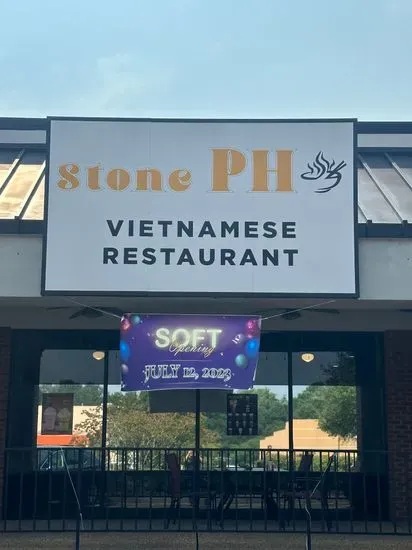 Stone PH
VIETNAMESE
RESTAURANT
SOFT
Opening
JULY 12, 2023